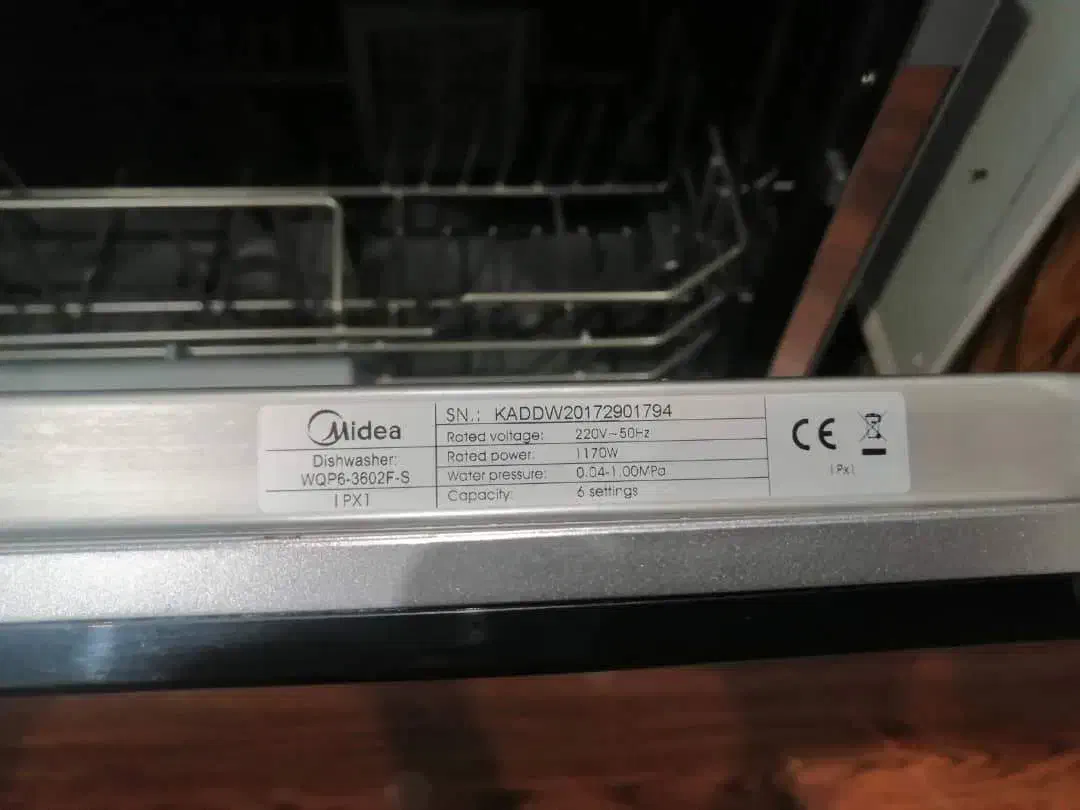 Midea
Dishwasher:
WQP6-3602F-S
IPX1
SN.: KADDW20172901794
Rated voltage: 220V~50Hz
Rated power: 1170W
Water pressure: 0.04-1.00MPa
Capacity: 6 settings
CE
IPx1